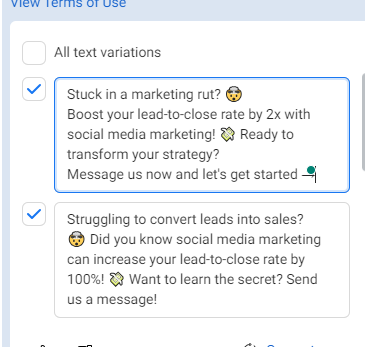 View Terms of Use
All text variations
Stuck in a marketing rut? 🤯
Boost your lead-to-close rate by 2x with
social media marketing! 💸 Ready to
transform your strategy?
Message us now and let's get started
Struggling to convert leads into sales?
🤯 Did you know social media marketing
can increase your lead-to-close rate by
100%! 💸 Want to learn the secret? Send
us a message!